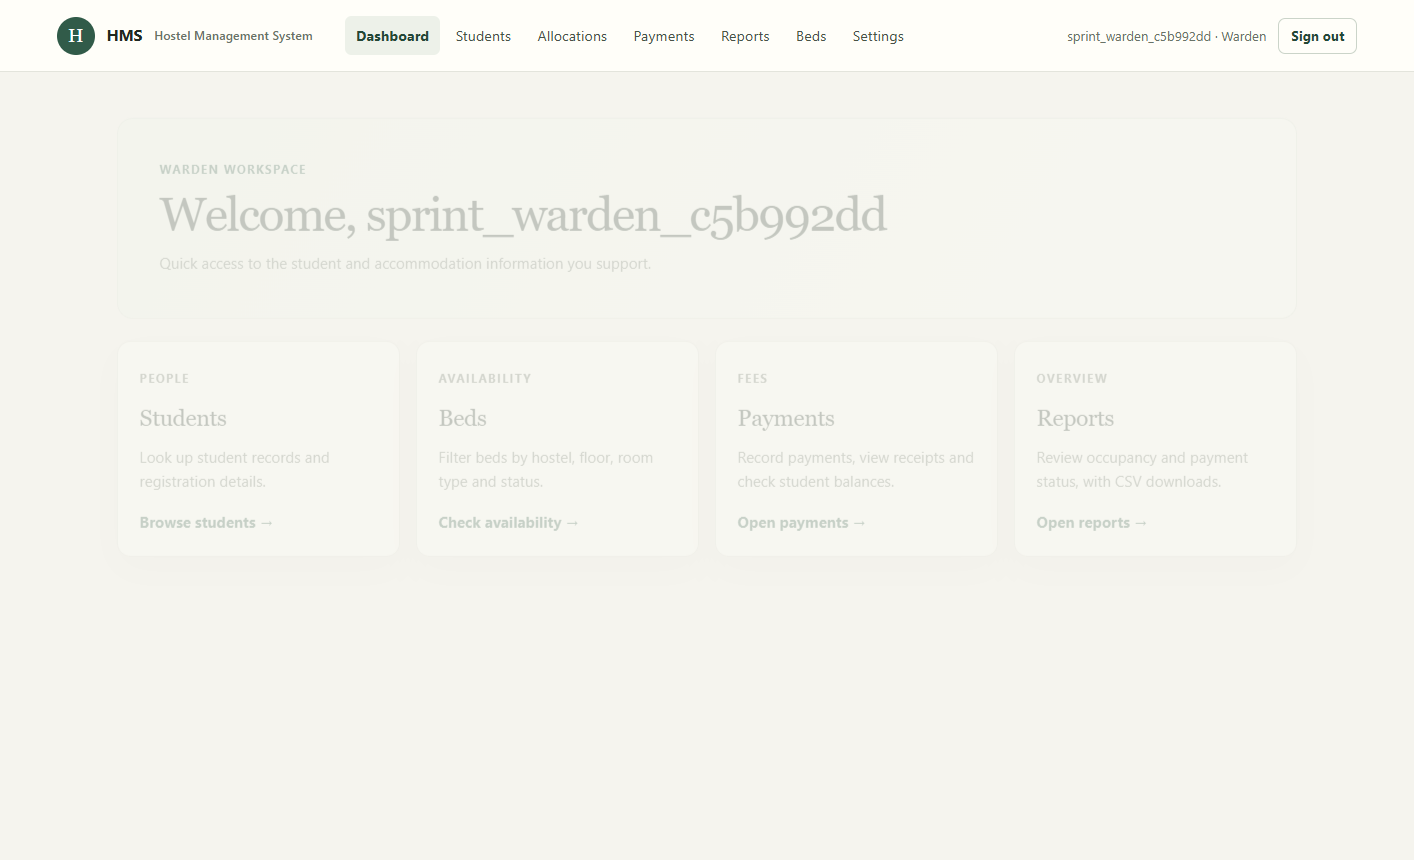 H HMS Hostel Management System Dashboard Students Allocations Payments Reports Beds Settings sprint_warden_c5b992dd · Warden Sign out
WARDEN WORKSPACE
Welcome, sprint_warden_c5b992dd
Quick access to the student and accommodation information you support.
PEOPLE
Students
Look up student records and
registration details.
Browse students →
AVAILABILITY
Beds
Filter beds by hostel, floor, room
type and status.
Check availability →
FEES
Payments
Record payments, view receipts and
check student balances.
Open payments →
OVERVIEW
Reports
Review occupancy and payment
status, with CSV downloads.
Open reports →